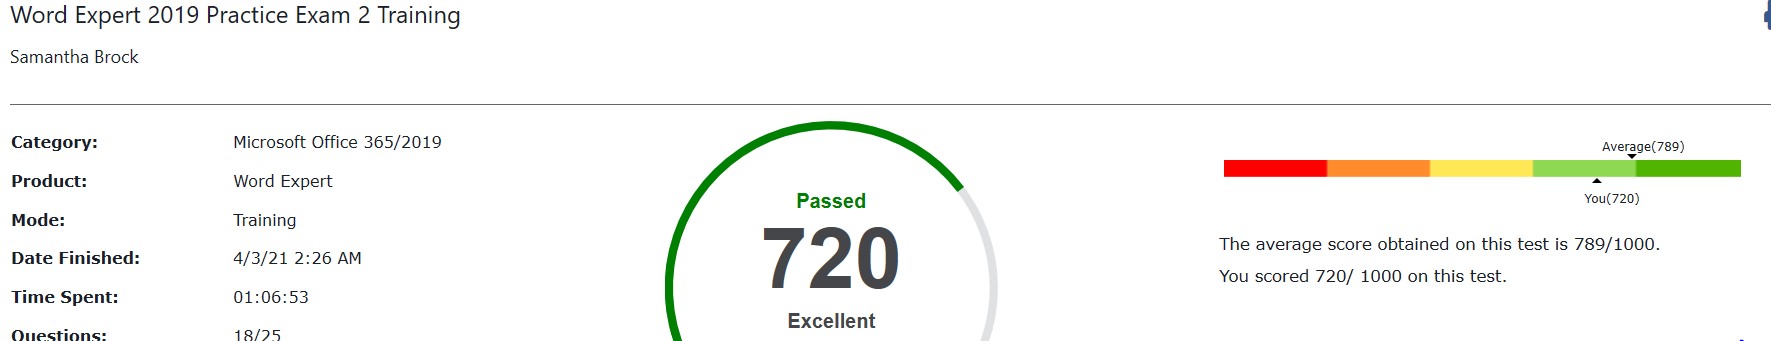 Word Expert 2019 Practice Exam 2 Training
Samantha Brock
Category: Microsoft Office 365/2019
Product: Word Expert
Mode: Training
Date Finished: 4/3/21 2:26 AM
Time Spent: 01:06:53
Questions: 18/25
Passed
720
Excellent
Average(789)
You(720)
The average score obtained on this test is 789/1000.
You scored 720/ 1000 on this test.